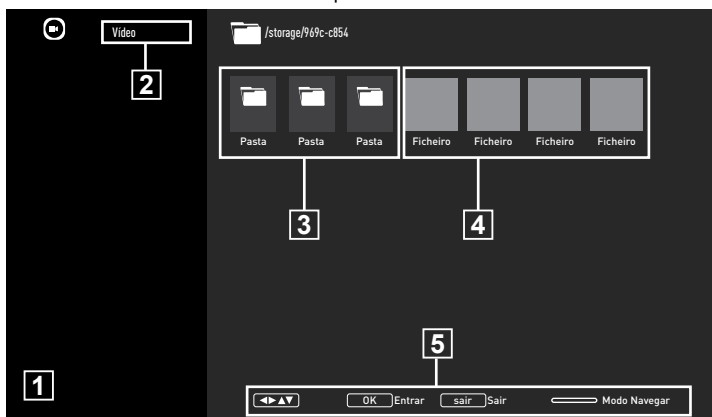 Vídeo
/storage/969c-c854
2
Pasta Pasta Pasta Ficheiro Ficheiro Ficheiro Ficheiro
3
4
5
1
◄►▲▼ OK Entrar sair Sair Modo Navegar